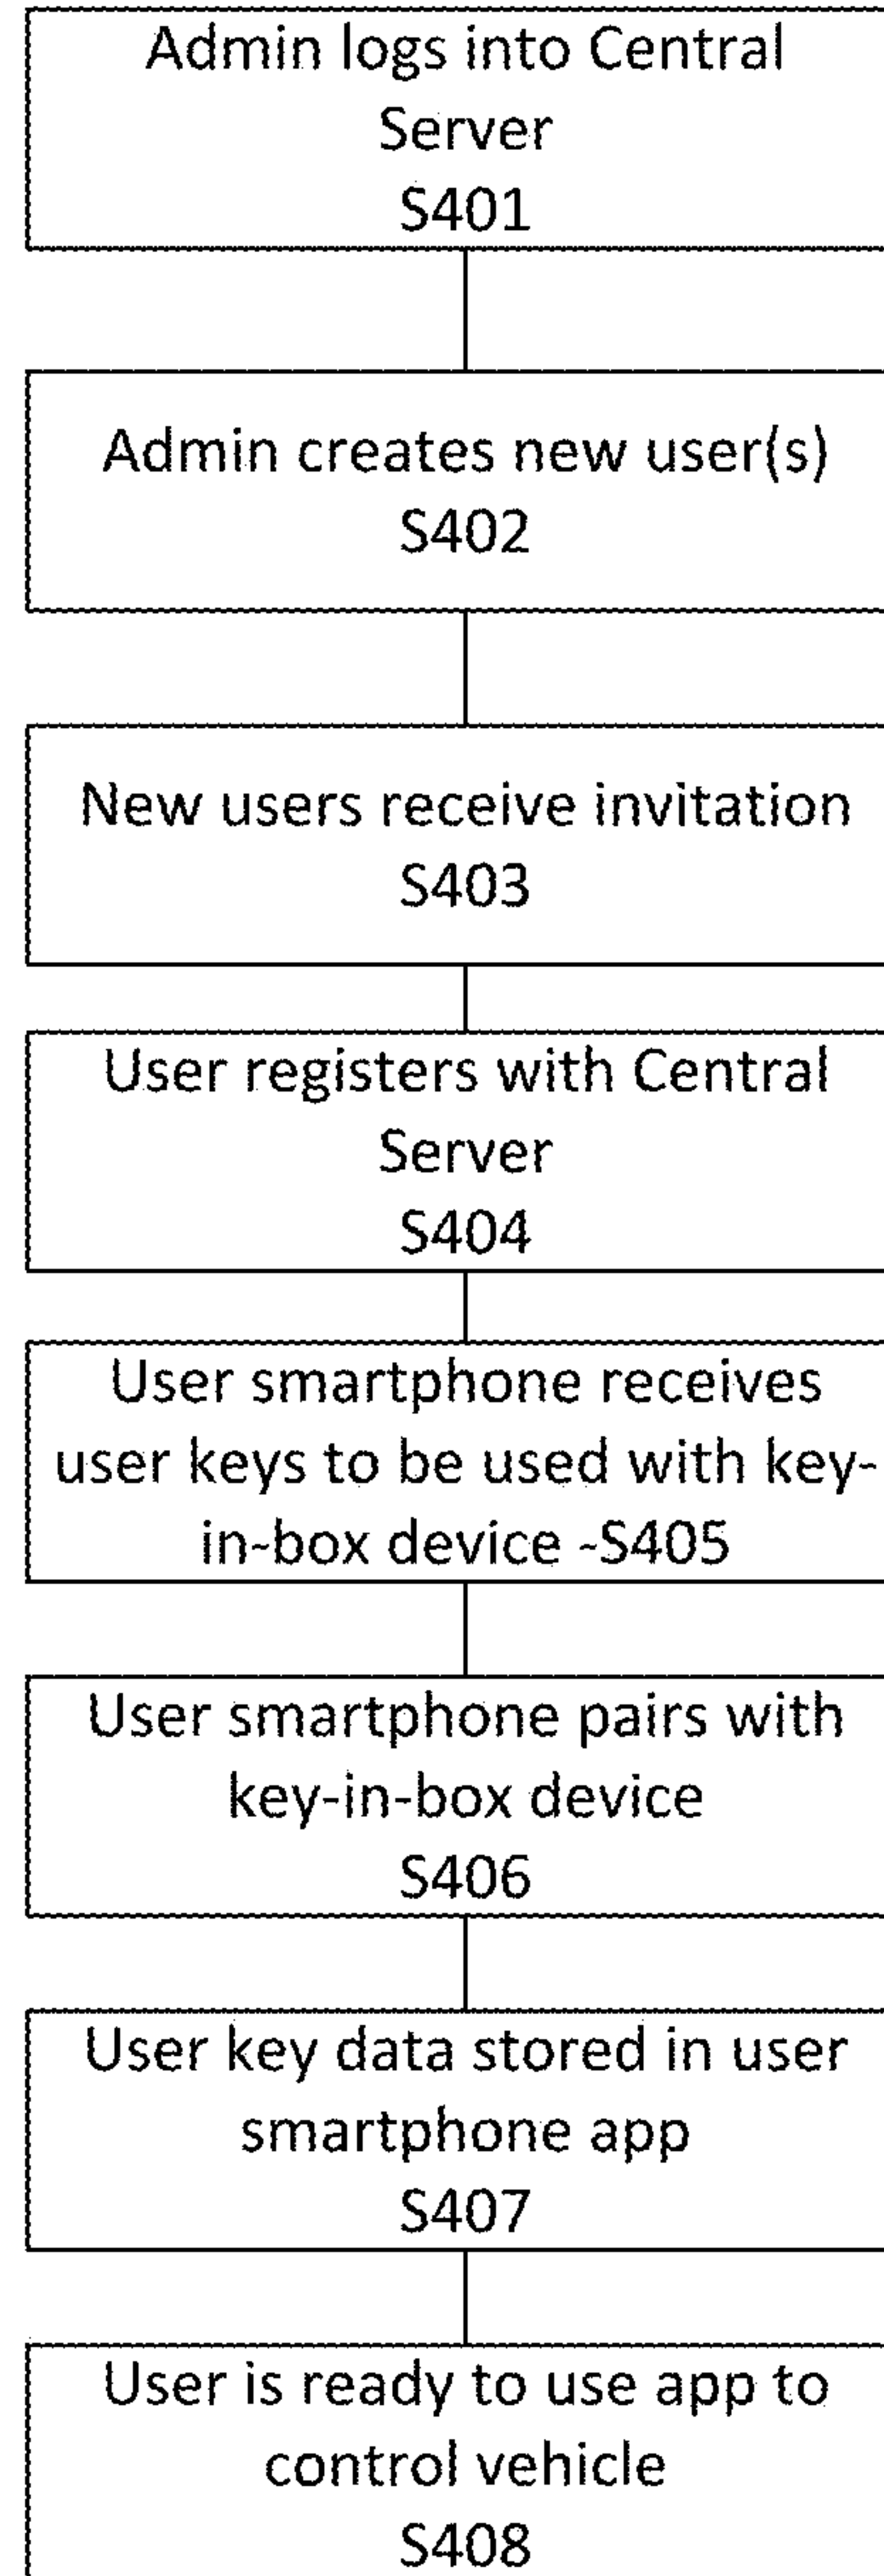 Admin logs into Central
Server
S401
Admin creates new user(s)
S402
New users receive invitation
S403
User registers with Central
Server
S404
User smartphone receives
user keys to be used with key-
in-box device -S405
User smartphone pairs with
key-in-box device
S406
User key data stored in user
smartphone app
S407
User is ready to use app to
control vehicle
S408